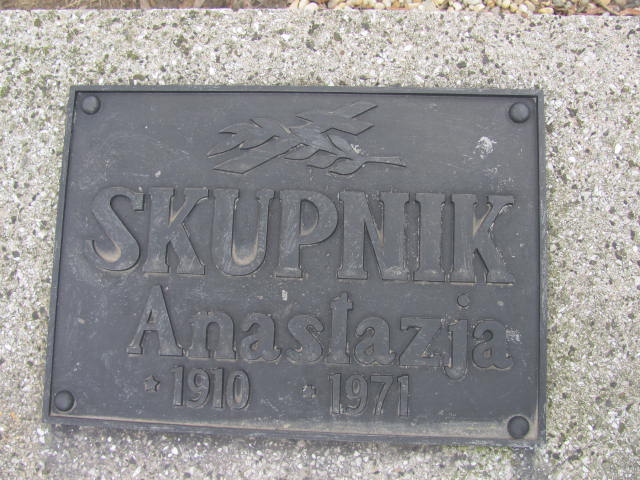 SKUPNIK
Anastazja
* 1910 * 1971